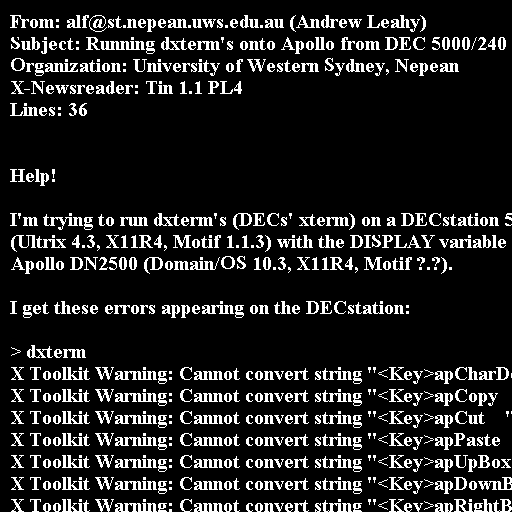 From: alf@st.nepean.uws.edu.au (Andrew Leahy)
Subject: Running dxterm's onto Apollo from DEC 5000/240
Organization: University of Western Sydney, Nepean
X-Newsreader: Tin 1.1 PL4
Lines: 36
Help!
I'm trying to run dxterm's (DECs' xterm) on a DECstation 5
(Ultrix 4.3, X11R4, Motif 1.1.3) with the DISPLAY variable
Apollo DN2500 (Domain/OS 10.3, X11R4, Motif ?.?).
I get these errors appearing on the DECstation:
> dxterm
X Toolkit Warning: Cannot convert string "<Key>apCharDe
X Toolkit Warning: Cannot convert string "<Key>apCopy
X Toolkit Warning: Cannot convert string "<Key>apCut "
X Toolkit Warning: Cannot convert string "<Key>apPaste
X Toolkit Warning: Cannot convert string "<Key>apUpBox
X Toolkit Warning: Cannot convert string "<Key>apDownB
X Toolkit Warning: Cannot convert string "<Key>apRightB